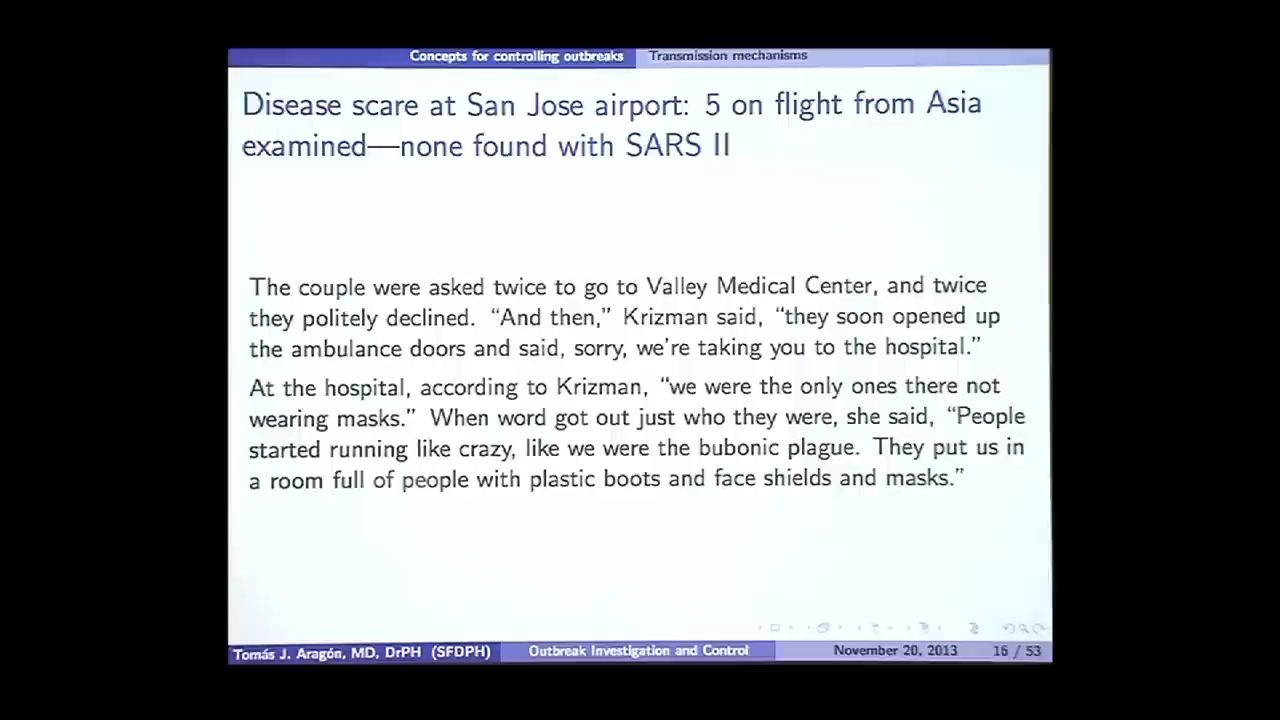 Concepts for controlling outbreaks Transmission mechanisms
Disease scare at San Jose airport: 5 on flight from Asia
examined—none found with SARS II
The couple were asked twice to go to Valley Medical Center, and twice
they politely declined. “And then,” Krizman said, “they soon opened up
the ambulance doors and said, sorry, we’re taking you to the hospital.”
At the hospital, according to Krizman, “we were the only ones there not
wearing masks.” When word got out just who they were, she said, “People
started running like crazy, like we were the bubonic plague. They put us in
a room full of people with plastic boots and face shields and masks.”
Tomás J. Aragón, MD, DrPH (SFDPH) Outbreak Investigation and Control November 20, 2013 16 / 53